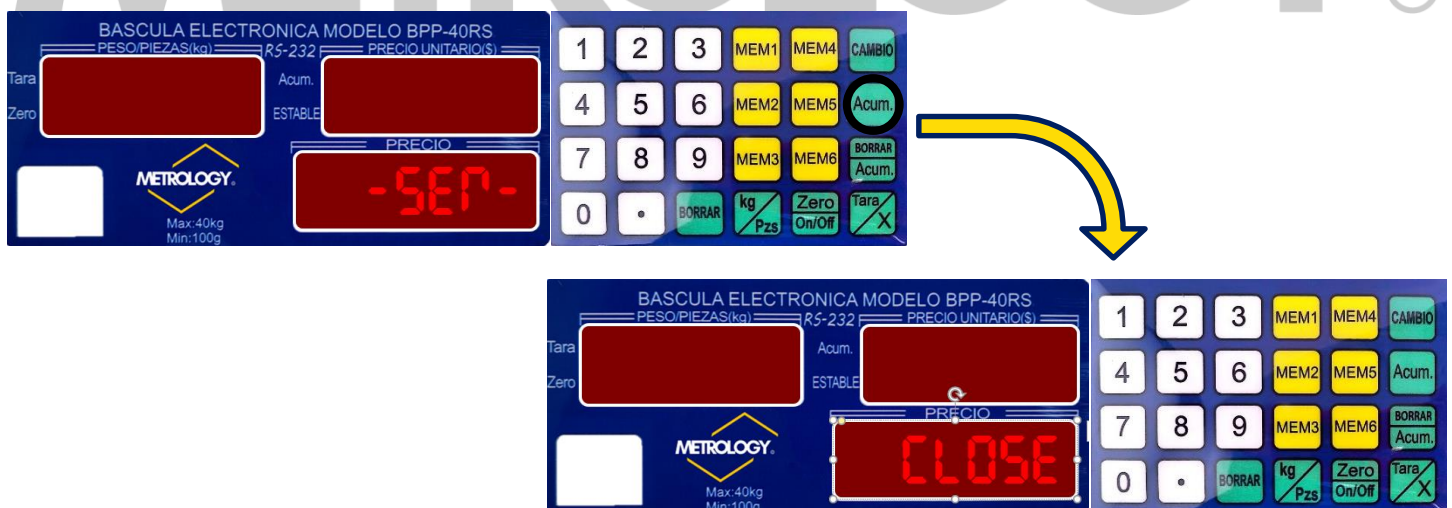 BASCULA ELECTRONICA MODELO BPP-40RS
PESO/PIEZAS(kg) RS-232 PRECIO UNITARIO($)
Tara Acum.
Zero ESTABLE
PRECIO
METROLOGY®
-SET-
Max:40kg
Min:100g
1 2 3 MEM1 MEM4 CAMBIO
4 5 6 MEM2 MEM5 Acum.
7 8 9 MEM3 MEM6 BORRAR Acum.
0 . BORRAR kg/Pzs Zero On/Off Tara/X
BASCULA ELECTRONICA MODELO BPP-40RS
PESO/PIEZAS(kg) RS-232 PRECIO UNITARIO($)
Tara Acum.
Zero ESTABLE
PRECIO
METROLOGY®
CLOSE
Max:40kg
Min:100g
1 2 3 MEM1 MEM4 CAMBIO
4 5 6 MEM2 MEM5 Acum.
7 8 9 MEM3 MEM6 BORRAR Acum.
0 . BORRAR kg/Pzs Zero On/Off Tara/X